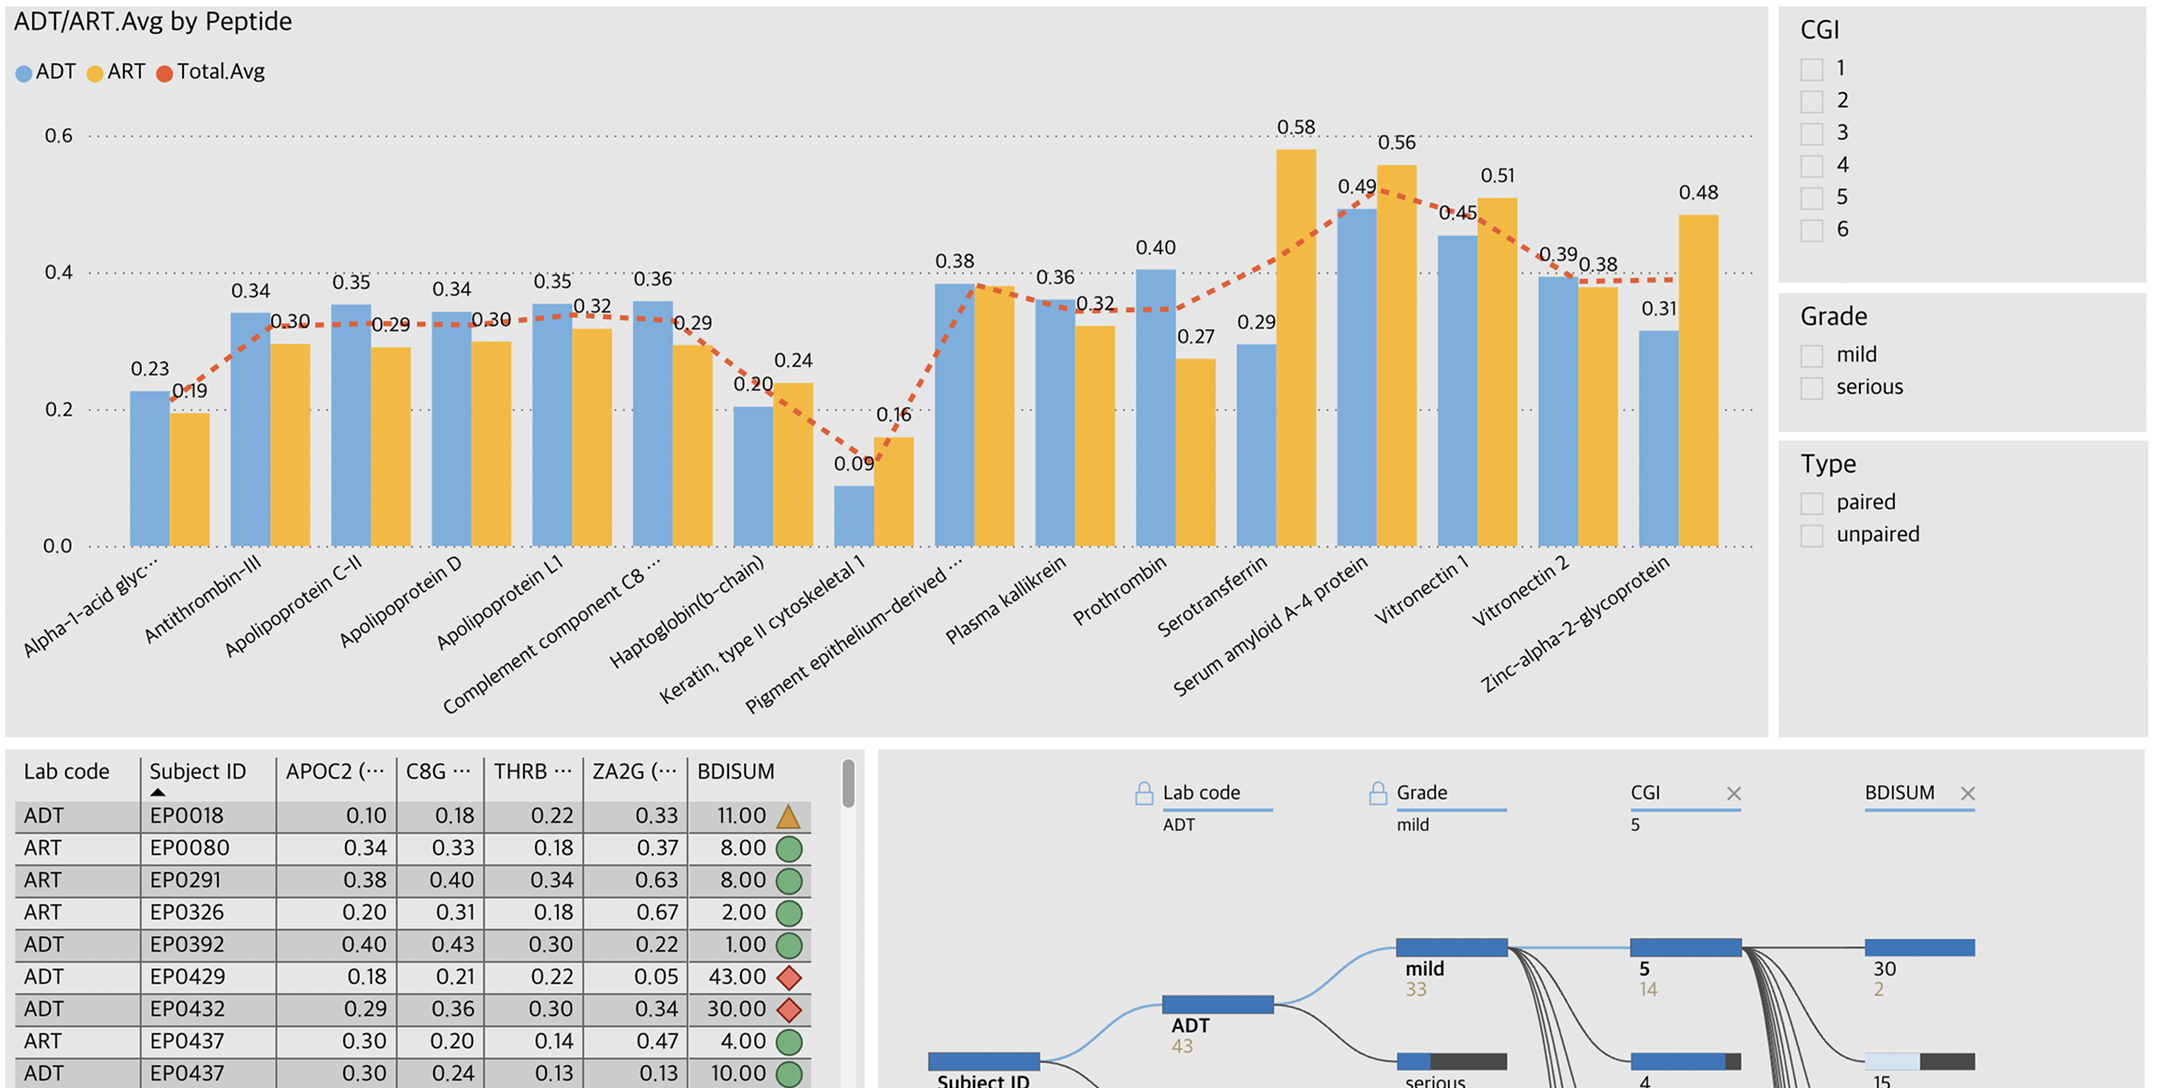 ADT/ART.Avg by Peptide
ADT ART Total.Avg
0.6
0.4
0.2
0.0
0.23 0.19
0.34 0.30
0.35 0.29
0.34 0.30
0.35 0.32
0.36 0.29
0.20 0.24
0.09 0.16
0.38
0.36 0.32
0.40 0.27
0.29 0.58
0.49 0.56
0.45 0.51
0.39 0.38
0.31 0.48
Alpha-1-acid glyc...
Antithrombin-III
Apolipoprotein C-II
Apolipoprotein D
Apolipoprotein L1
Complement component C8 ...
Haptoglobin(b-chain)
Keratin, type II cytoskeletal 1
Pigment epithelium-derived ...
Plasma kallikrein
Prothrombin
Serotransferrin
Serum amyloid A-4 protein
Vitronectin 1
Vitronectin 2
Zinc-alpha-2-glycoprotein
CGI
1
2
3
4
5
6
Grade
mild
serious
Type
paired
unpaired
Lab code Subject ID APOC2 (... C8G ... THRB ... ZA2G (... BDISUM
ADT EP0018 0.10 0.18 0.22 0.33 11.00
ART EP0080 0.34 0.33 0.18 0.37 8.00
ART EP0291 0.38 0.40 0.34 0.63 8.00
ART EP0326 0.20 0.31 0.18 0.67 2.00
ADT EP0392 0.40 0.43 0.30 0.22 1.00
ADT EP0429 0.18 0.21 0.22 0.05 43.00
ADT EP0432 0.29 0.36 0.30 0.34 30.00
ART EP0437 0.30 0.20 0.14 0.47 4.00
ADT EP0437 0.30 0.24 0.13 0.13 10.00
Lab code Grade CGI BDISUM
ADT mild 5
mild 5 30
33 14 2
ADT
43
Subject ID serious 4 15